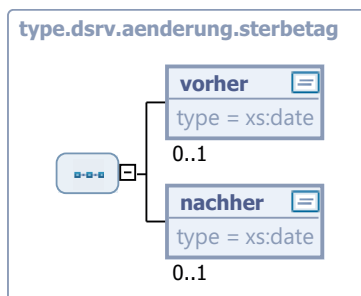 type.dsrv.aenderung.sterbetag
vorher
type = xs:date
0..1
nachher
type = xs:date
0..1